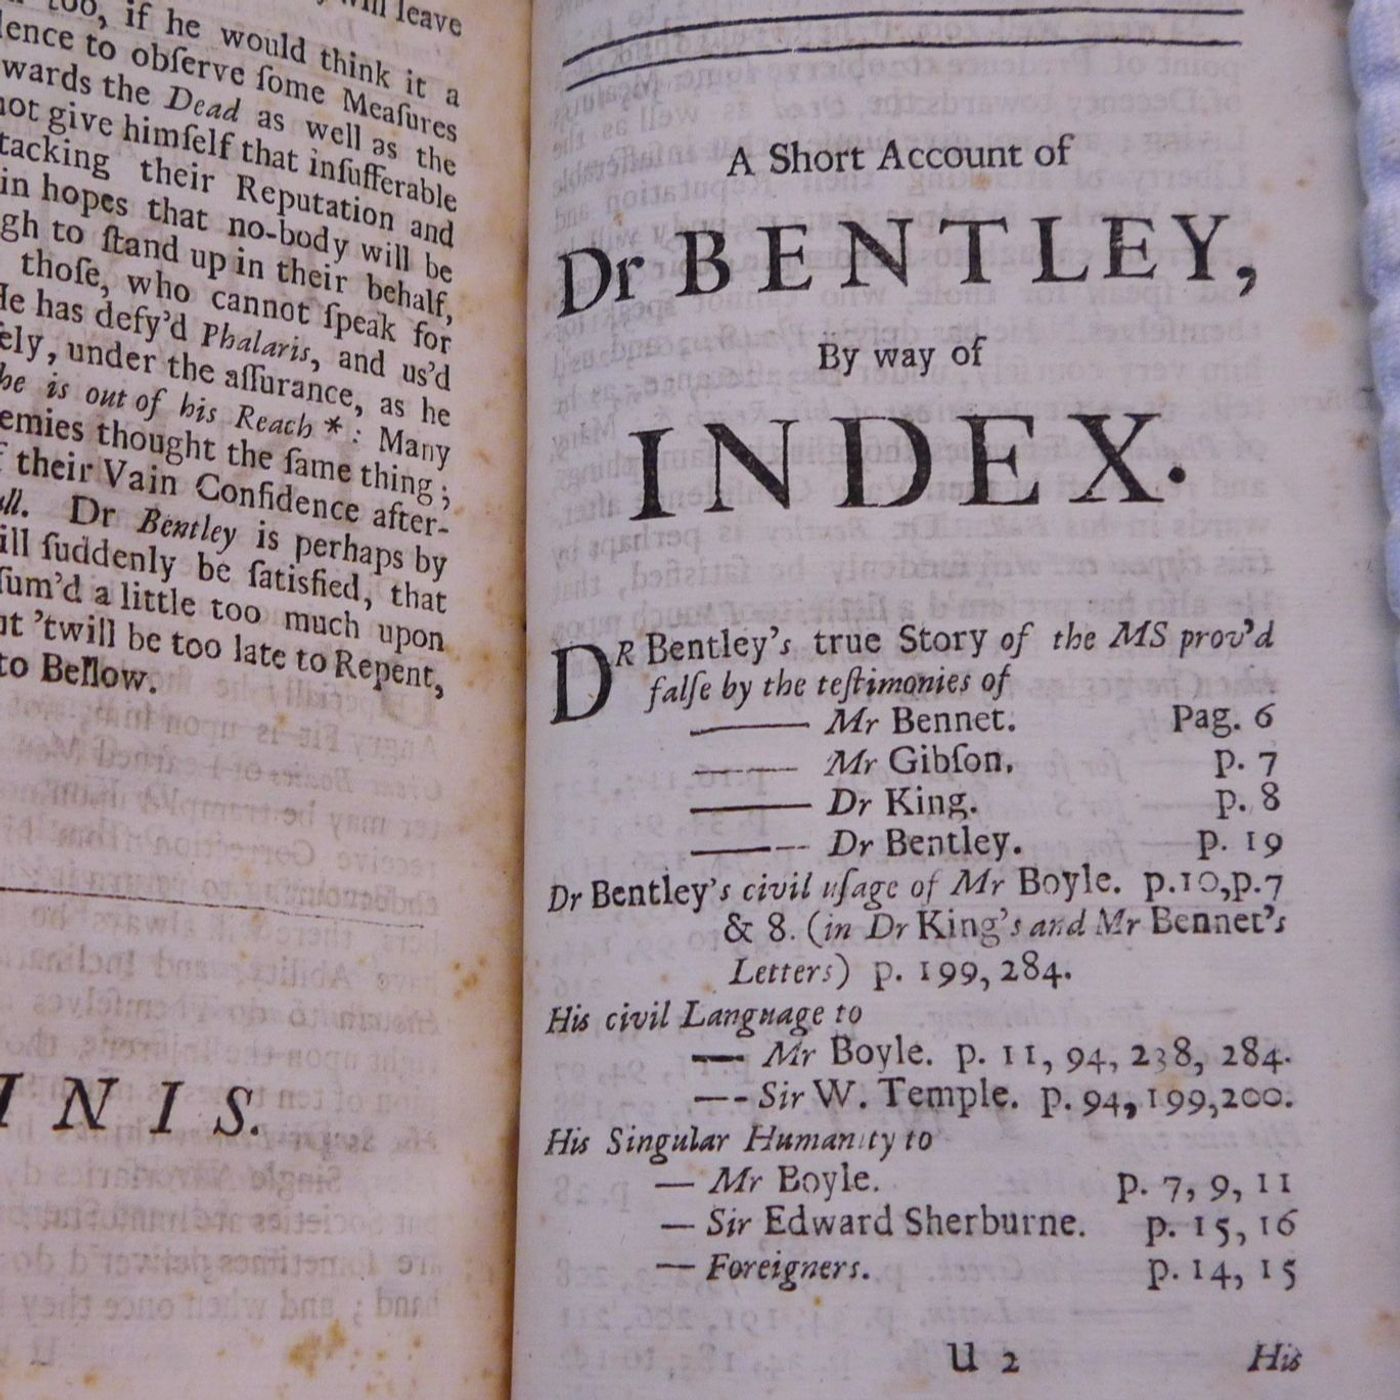 will leave
too, if he would think it a
dence to obſerve ſome Meaſures
wards the Dead as well as the
not give himſelf that inſufferable
tacking their Reputation and
in hopes that no-body will be
gh to ſtand up in their behalf,
thoſe, who cannot ſpeak for
He has defy'd Phalaris, and us'd
ely, under the aſſurance, as he
he is out of his Reach * : Many
emies thought the ſame thing ;
f their Vain Confidence after-
ull. Dr Bentley is perhaps by
ill ſuddenly be ſatisfied, that
ſum'd a little too much upon
ut 'twill be too late to Repent,
to Bellow.
INIS.
A Short Account of
Dr BENTLEY,
By way of
INDEX.
DR Bentley's true Story of the MS prov'd
falſe by the teſtimonies of
—— Mr Bennet. Pag. 6
—— Mr Gibſon. p. 7
—— Dr King. p. 8
—— Dr Bentley. p. 19
Dr Bentley's civil uſage of Mr Boyle. p.10,p.7
& 8. (in Dr King's and Mr Bennet's
Letters) p. 199, 284.
His civil Language to
— Mr Boyle. p. 11, 94, 238, 284.
—- Sir W. Temple. p. 94,199,200.
His Singular Humanity to
— Mr Boyle. p. 7, 9, 11
— Sir Edward Sherburne. p. 15, 16
— Foreigners. p. 14, 15
U 2 His